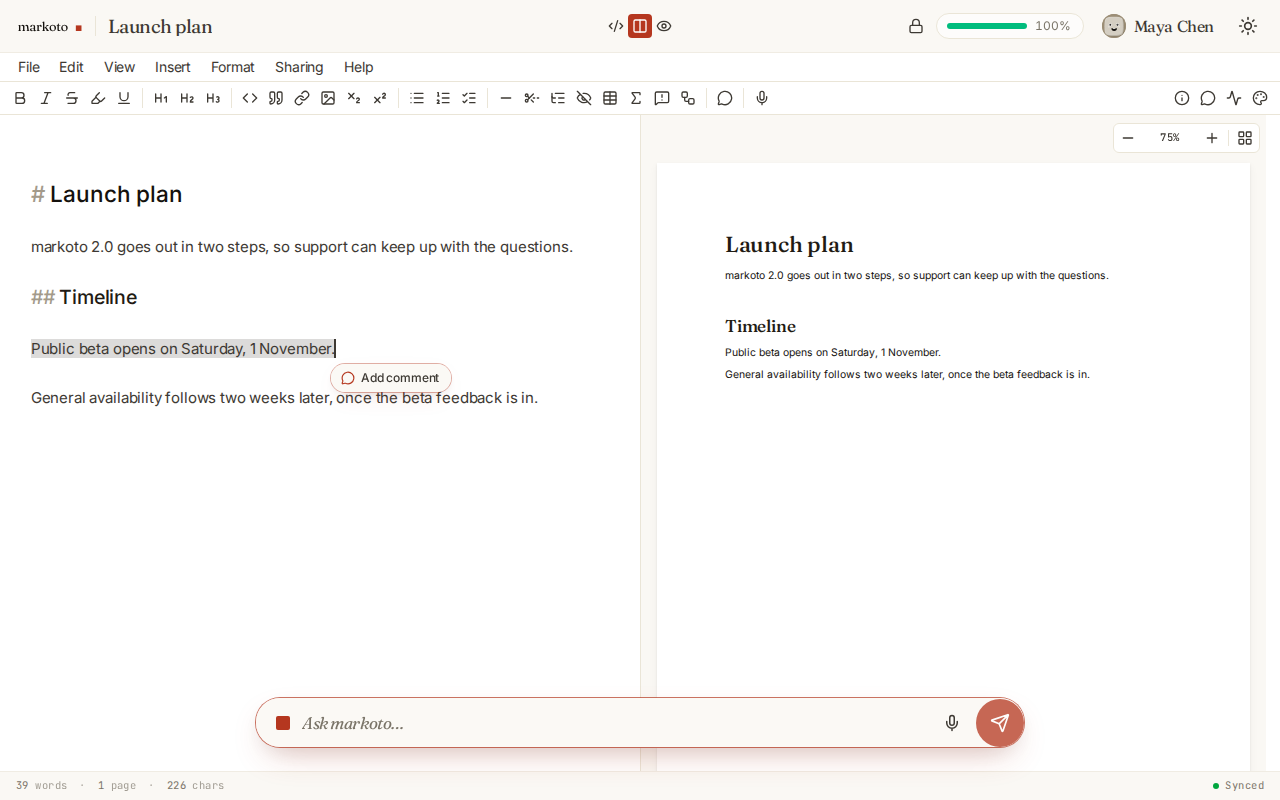 markoto
Launch plan
100%
Maya Chen
File Edit View Insert Format Sharing Help
H1 H2 H3
75%
# Launch plan
markoto 2.0 goes out in two steps, so support can keep up with the questions.
## Timeline
Public beta opens on Saturday, 1 November.
Add comment
General availability follows two weeks later, once the beta feedback is in.
Launch plan
markoto 2.0 goes out in two steps, so support can keep up with the questions.
Timeline
Public beta opens on Saturday, 1 November.
General availability follows two weeks later, once the beta feedback is in.
Ask markoto...
39 words · 1 page · 226 chars
Synced